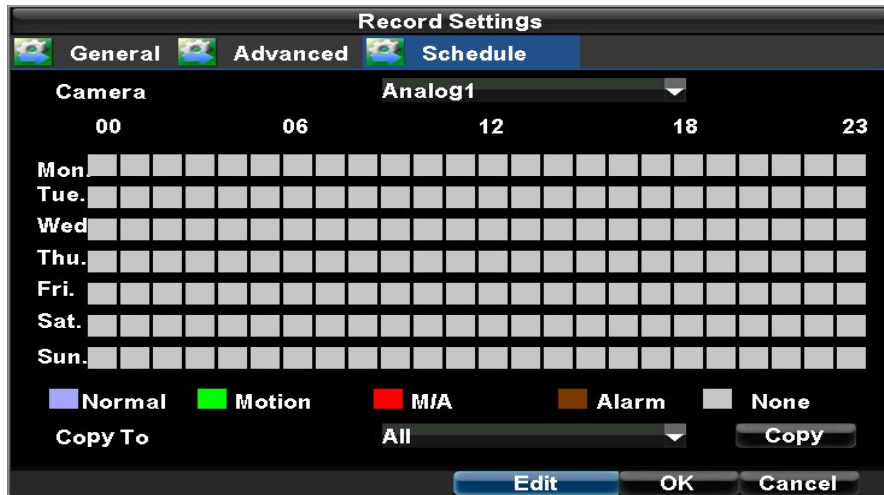 Record Settings
General Advanced Schedule
Camera Analog1
00 06 12 18 23
Mon.
Tue.
Wed
Thu.
Fri.
Sat.
Sun.
Normal Motion M/A Alarm None
Copy To All Copy
Edit OK Cancel